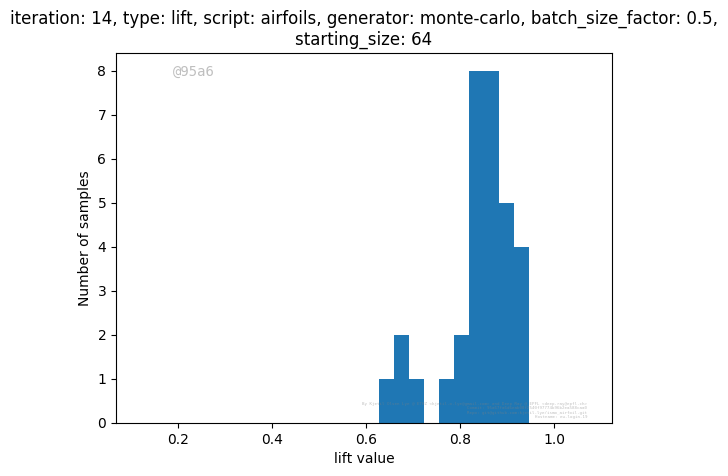 iteration: 14, type: lift, script: airfoils, generator: monte-carlo, batch_size_factor: 0.5,
starting_size: 64
@95a6
8
7
6
5
4
3
2
1
0
Number of samples
0.2 0.4 0.6 0.8 1.0
lift value